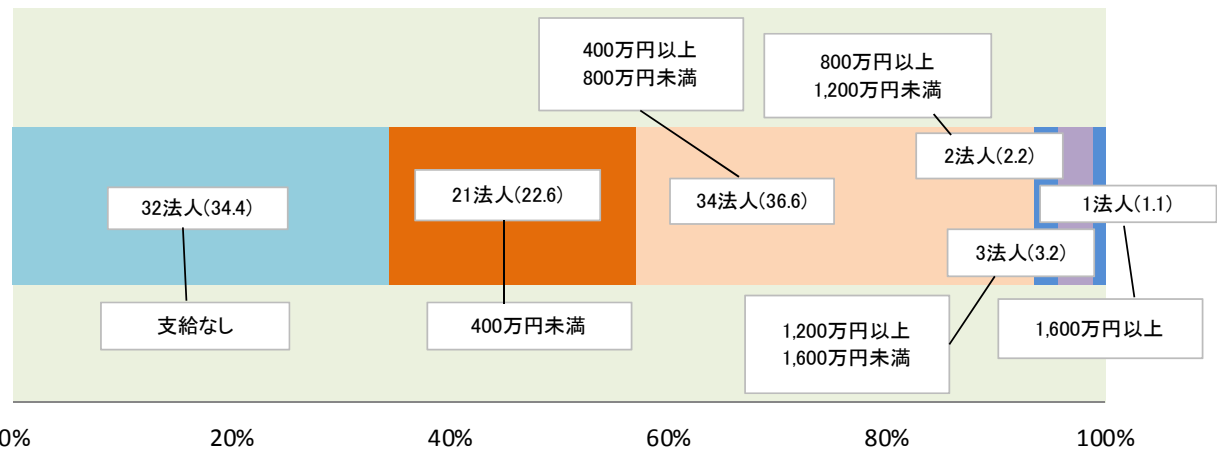 400万円以上
800万円未満
800万円以上
1,200万円未満
2法人(2.2)
32法人(34.4)
21法人(22.6)
34法人(36.6)
1法人(1.1)
3法人(3.2)
支給なし
400万円未満
1,200万円以上
1,600万円未満
1,600万円以上
0% 20% 40% 60% 80% 100%